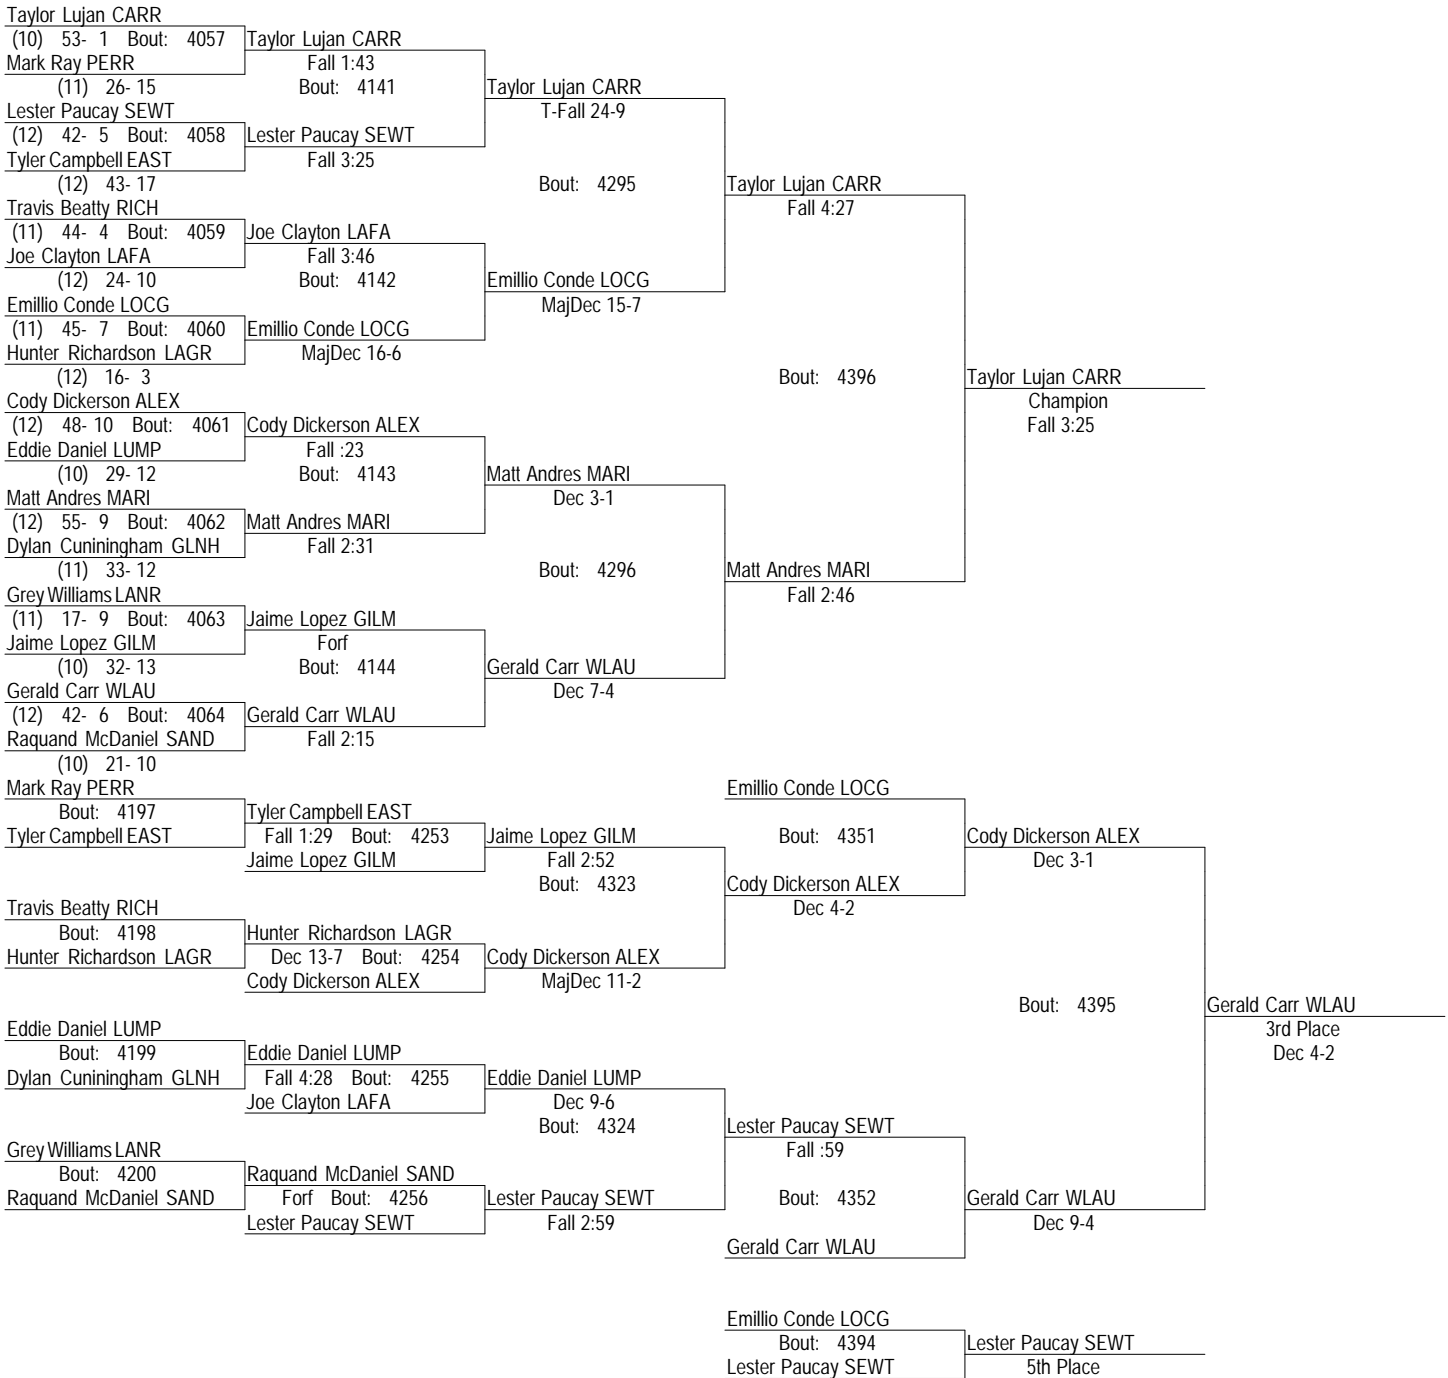 Taylor Lujan CARR
(10) 53- 1 Bout: 4057 Taylor Lujan CARR
Mark Ray PERR Fall 1:43
(11) 26- 15 Bout: 4141 Taylor Lujan CARR
Lester Paucay SEWT T-Fall 24-9
(12) 42- 5 Bout: 4058 Lester Paucay SEWT
Tyler Campbell EAST Fall 3:25
(12) 43- 17 Bout: 4295 Taylor Lujan CARR
Travis Beatty RICH Fall 4:27
(11) 44- 4 Bout: 4059 Joe Clayton LAFA
Joe Clayton LAFA Fall 3:46
(12) 24- 10 Bout: 4142 Emillio Conde LOCG
Emillio Conde LOCG MajDec 15-7
(11) 45- 7 Bout: 4060 Emillio Conde LOCG
Hunter Richardson LAGR MajDec 16-6
(12) 16- 3 Bout: 4396 Taylor Lujan CARR
Cody Dickerson ALEX Champion
(12) 48- 10 Bout: 4061 Cody Dickerson ALEX Fall 3:25
Eddie Daniel LUMP Fall :23
(10) 29- 12 Bout: 4143 Matt Andres MARI
Matt Andres MARI Dec 3-1
(12) 55- 9 Bout: 4062 Matt Andres MARI
Dylan Cuniningham GLNH Fall 2:31
(11) 33- 12 Bout: 4296 Matt Andres MARI
Grey Williams LANR Fall 2:46
(11) 17- 9 Bout: 4063 Jaime Lopez GILM
Jaime Lopez GILM Forf
(10) 32- 13 Bout: 4144 Gerald Carr WLAU
Gerald Carr WLAU Dec 7-4
(12) 42- 6 Bout: 4064 Gerald Carr WLAU
Raquand McDaniel SAND Fall 2:15
(10) 21- 10
Mark Ray PERR Emillio Conde LOCG
Bout: 4197 Tyler Campbell EAST
Tyler Campbell EAST Fall 1:29 Bout: 4253 Jaime Lopez GILM Bout: 4351 Cody Dickerson ALEX
Jaime Lopez GILM Fall 2:52 Dec 3-1
Bout: 4323 Cody Dickerson ALEX
Travis Beatty RICH Dec 4-2
Bout: 4198 Hunter Richardson LAGR
Hunter Richardson LAGR Dec 13-7 Bout: 4254 Cody Dickerson ALEX
Cody Dickerson ALEX MajDec 11-2
Bout: 4395 Gerald Carr WLAU
Eddie Daniel LUMP 3rd Place
Bout: 4199 Eddie Daniel LUMP Dec 4-2
Dylan Cuniningham GLNH Fall 4:28 Bout: 4255 Eddie Daniel LUMP
Joe Clayton LAFA Dec 9-6
Bout: 4324 Lester Paucay SEWT
Grey Williams LANR Fall :59
Bout: 4200 Raquand McDaniel SAND
Raquand McDaniel SAND Forf Bout: 4256 Lester Paucay SEWT Bout: 4352 Gerald Carr WLAU
Lester Paucay SEWT Fall 2:59 Dec 9-4
Gerald Carr WLAU
Emillio Conde LOCG
Bout: 4394 Lester Paucay SEWT
Lester Paucay SEWT 5th Place